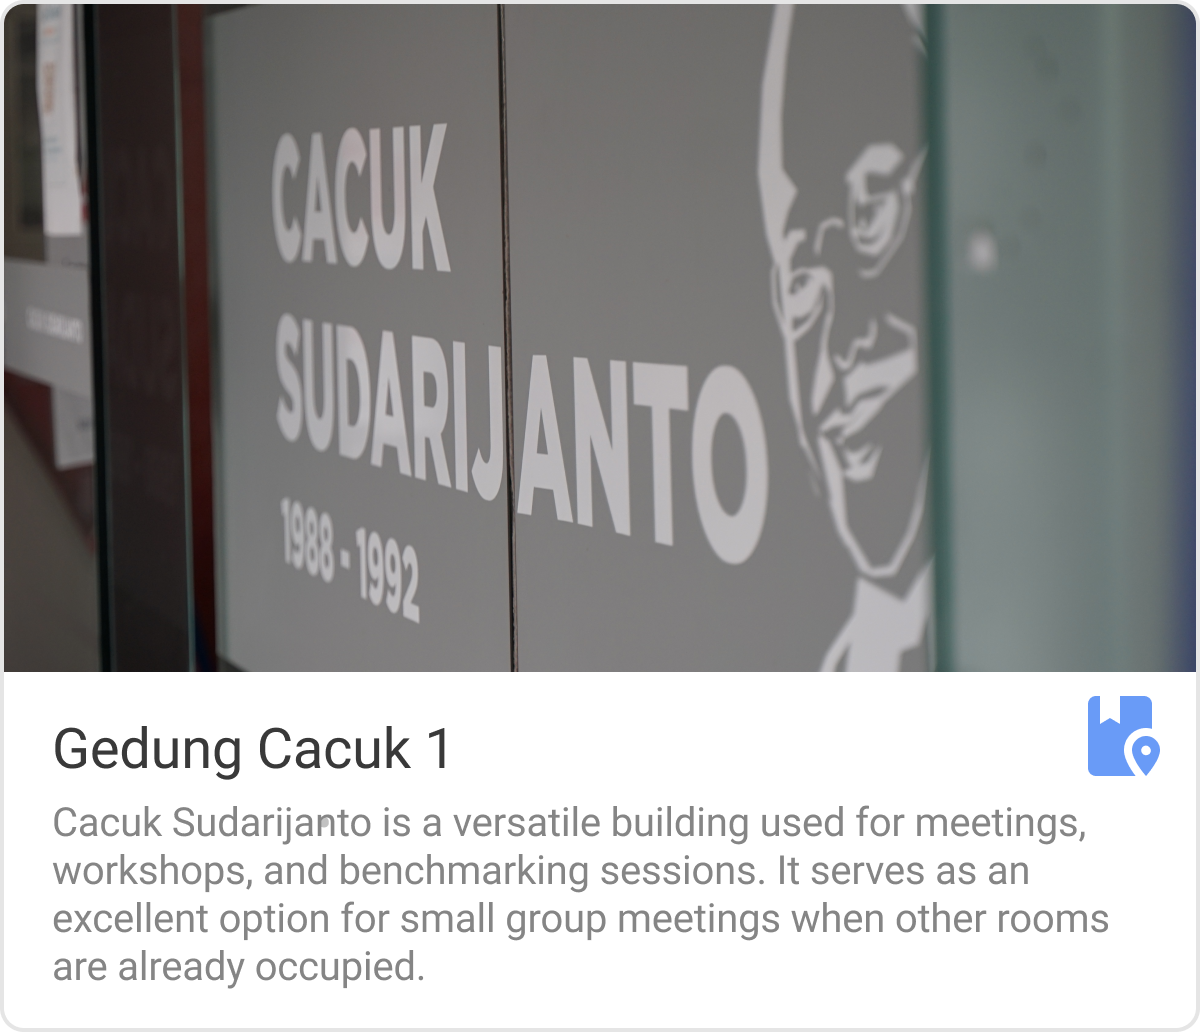 CACUK
SUDARIJANTO
1988 - 1992
Gedung Cacuk 1
Cacuk Sudarijanto is a versatile building used for meetings,
workshops, and benchmarking sessions. It serves as an
excellent option for small group meetings when other rooms
are already occupied.